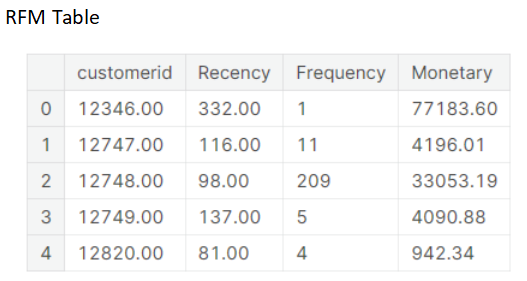 RFM Table
customerid Recency Frequency Monetary
0 12346.00 332.00 1 77183.60
1 12747.00 116.00 11 4196.01
2 12748.00 98.00 209 33053.19
3 12749.00 137.00 5 4090.88
4 12820.00 81.00 4 942.34